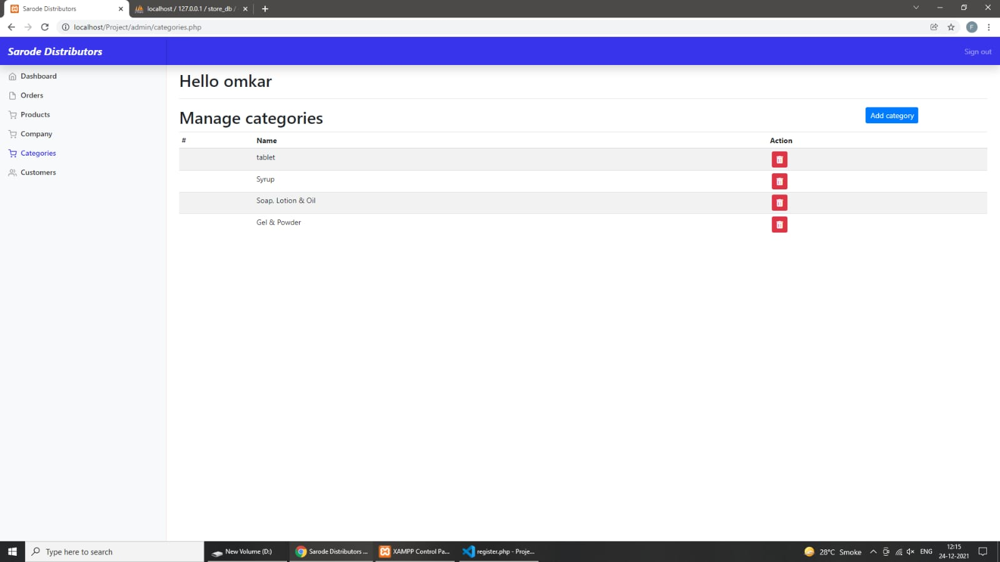 Sarode Distributors
localhost / 127.0.0.1 / store_db /
localhost/Project/admin/categories.php
F
Sarode Distributors
Sign out
Dashboard
Orders
Products
Company
Categories
Customers
Hello omkar
Manage categories
Add category
# Name Action
tablet
Syrup
Soap, Lotion & Oil
Gel & Powder
Type here to search
New Volume (D:)
Sarode Distributors ...
XAMPP Control Pa...
register.php - Proje...
28°C Smoke
ENG
12:15
24-12-2021